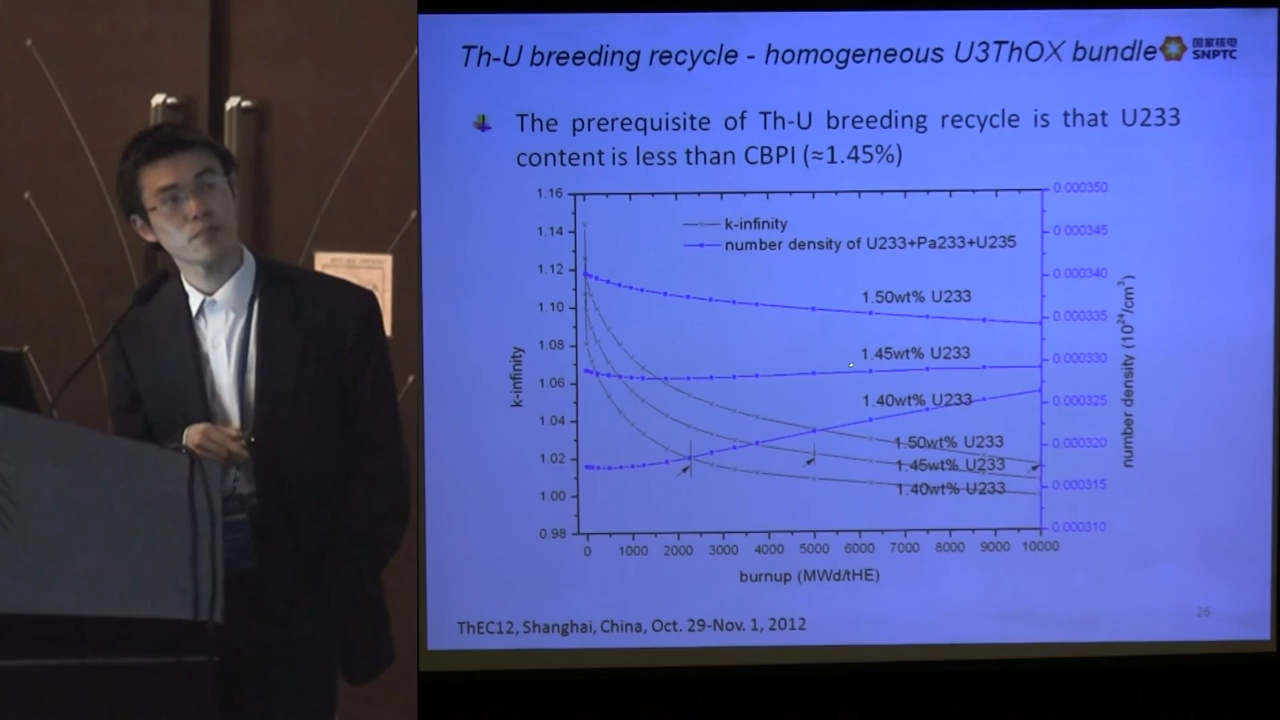 Th-U breeding recycle - homogeneous U3ThOX bundle
国家核电
SNPTC
The prerequisite of Th-U breeding recycle is that U233
content is less than CBPI (≈1.45%)
1.16
1.14
1.12
1.10
1.08
1.06
1.04
1.02
1.00
0.98
k-infinity
k-infinity
number density of U233+Pa233+U235
1.50wt% U233
1.45wt% U233
1.40wt% U233
1.50wt% U233
1.45wt% U233
1.40wt% U233
0.000350
0.000345
0.000340
0.000335
0.000330
0.000325
0.000320
0.000315
0.000310
number density (10²⁴/cm³)
0 1000 2000 3000 4000 5000 6000 7000 8000 9000 10000
burnup (MWd/tHE)
26
ThEC12, Shanghai, China, Oct. 29-Nov. 1, 2012